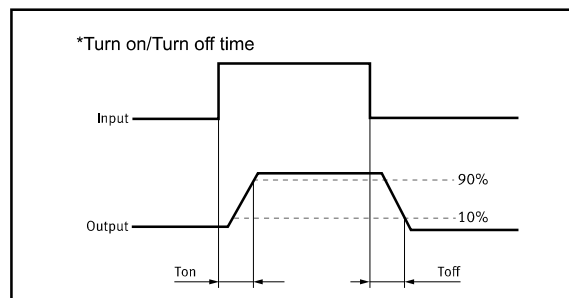 *Turn on/Turn off time
Input
90%
10%
Output
Ton
Toff